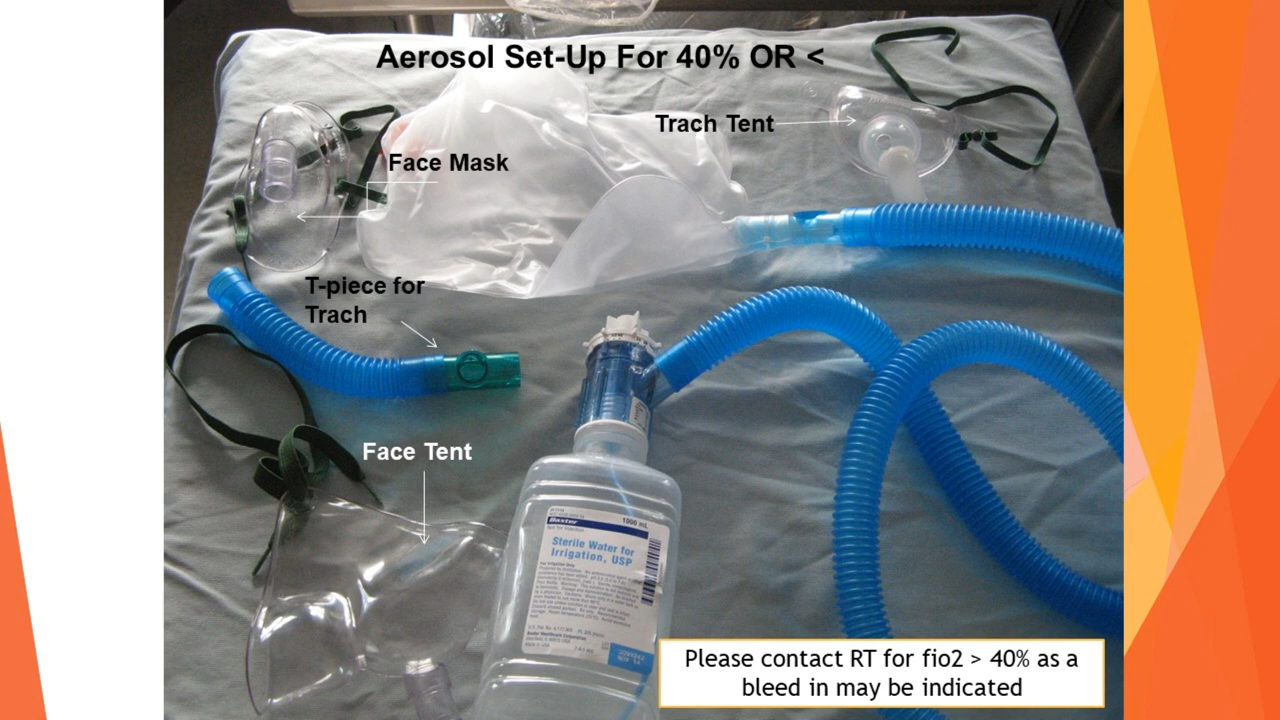 Aerosol Set-Up For 40% OR <
Trach Tent
Face Mask
T-piece for
Trach
Face Tent
Baxter
1000 mL
Sterile Water for
Irrigation, USP
Please contact RT for fio2 > 40% as a
bleed in may be indicated